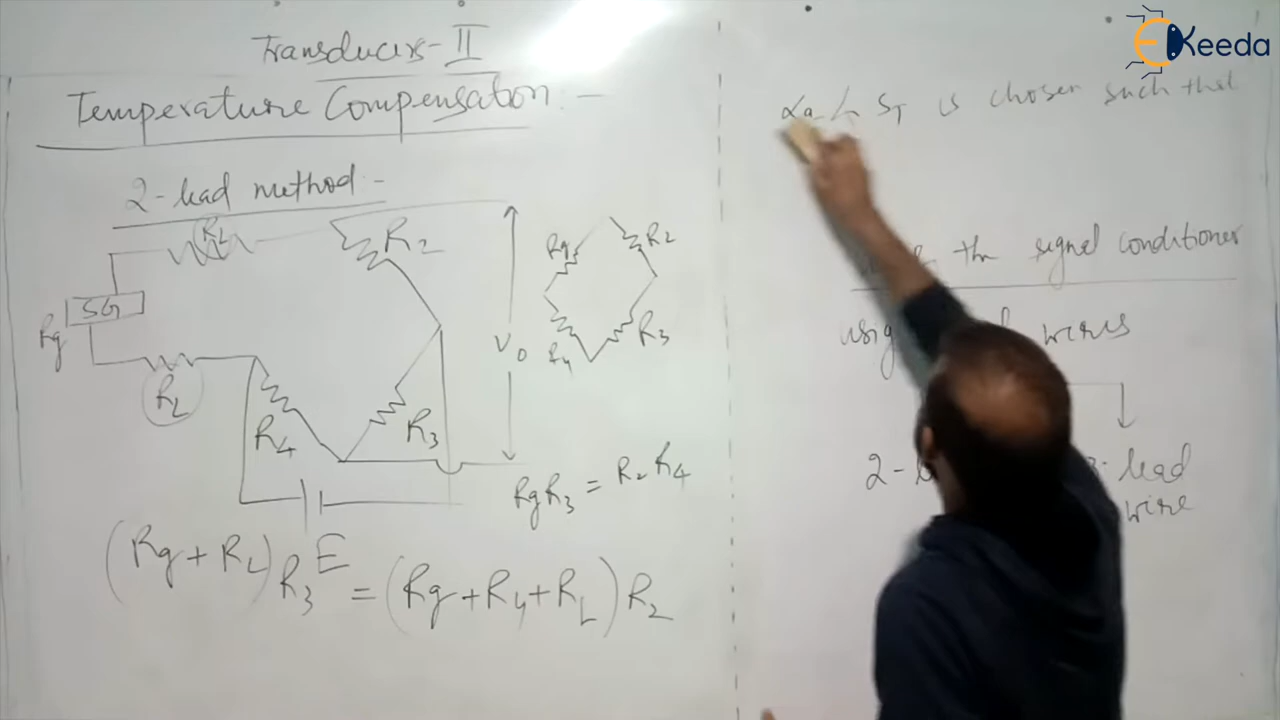 Transducers-II
Temperature Compensation :-
2-lead method -
RL
R2
SG
Rg
RL
R4
R3
E
V0
Rg
R2
R4
R3
RgR3 = R2R4
(Rg+RL)R3 = (Rg+R4+RL)R2
EKeeda
αa ST is chosen such that
the signal conditioner
wires
2-
lead
wire